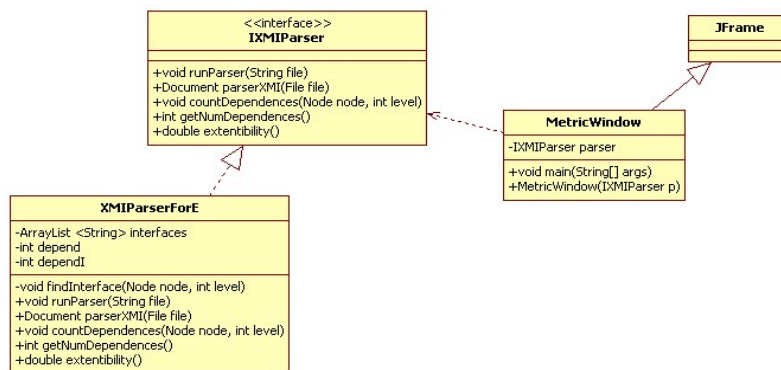 <<interface>>
IXMIParser
+void runParser(String file)
+Document parserXMI(File file)
+void countDependences(Node node, int level)
+int getNumDependences()
+double extentibility()
JFrame
MetricWindow
-IXMIParser parser
+void main(String[] args)
+MetricWindow(IXMIParser p)
XMIParserForE
-ArrayList <String> interfaces
-int depend
-int dependI
-void findInterface(Node node, int level)
+void runParser(String file)
+Document parserXMI(File file)
+void countDependences(Node node, int level)
+int getNumDependences()
+double extentibility()